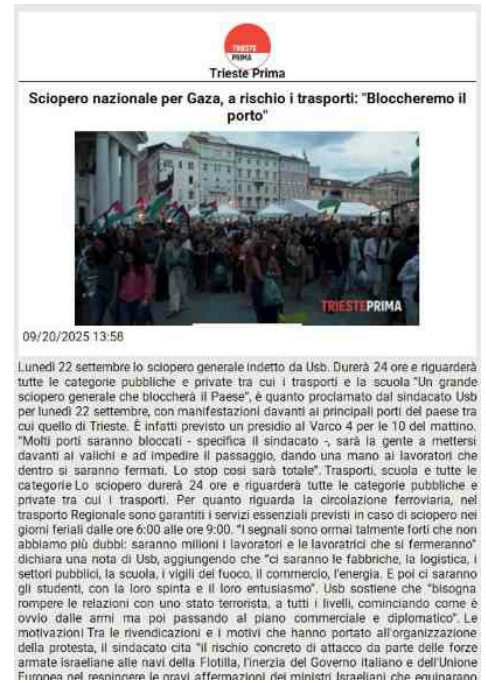 TRIESTE
PRIMA
Trieste Prima
Sciopero nazionale per Gaza, a rischio i trasporti: "Bloccheremo il
porto"
TRIESTEPRIMA
09/20/2025 13:58
Lunedì 22 settembre lo sciopero generale indetto da Usb. Durerà 24 ore e riguarderà
tutte le categorie pubbliche e private tra cui i trasporti e la scuola "Un grande
sciopero generale che bloccherà il Paese", è quanto proclamato dal sindacato Usb
per lunedì 22 settembre, con manifestazioni davanti ai principali porti del paese tra
cui quello di Trieste. È infatti previsto un presidio al Varco 4 per le 10 del mattino.
"Molti porti saranno bloccati - specifica il sindacato -, sarà la gente a mettersi
davanti ai valichi e ad impedire il passaggio, dando una mano ai lavoratori che
dentro si saranno fermati. Lo stop così sarà totale". Trasporti, scuola e tutte le
categorie Lo sciopero durerà 24 ore e riguarderà tutte le categorie pubbliche e
private tra cui i trasporti. Per quanto riguarda la circolazione ferroviaria, nel
trasporto Regionale sono garantiti i servizi essenziali previsti in caso di sciopero nei
giorni feriali dalle ore 6:00 alle ore 9:00. "I segnali sono ormai talmente forti che non
abbiamo più dubbi: saranno milioni i lavoratori e le lavoratrici che si fermeranno"
dichiara una nota di Usb, aggiungendo che "ci saranno le fabbriche, la logistica, i
settori pubblici, la scuola, i vigili del fuoco, il commercio, l'energia. E poi ci saranno
gli studenti, con la loro spinta e il loro entusiasmo". Usb sostiene che "bisogna
rompere le relazioni con uno stato terrorista, a tutti i livelli, cominciando come è
ovvio dalle armi ma poi passando al piano commerciale e diplomatico". Le
motivazioni Tra le rivendicazioni e i motivi che hanno portato all'organizzazione
della protesta, il sindacato cita "il rischio concreto di attacco da parte delle forze
armate israeliane alle navi della Flotilla, l'inerzia del Governo italiano e dell'Unione
Europea nel respingere le gravi affermazioni dei ministri Israeliani che equiparano